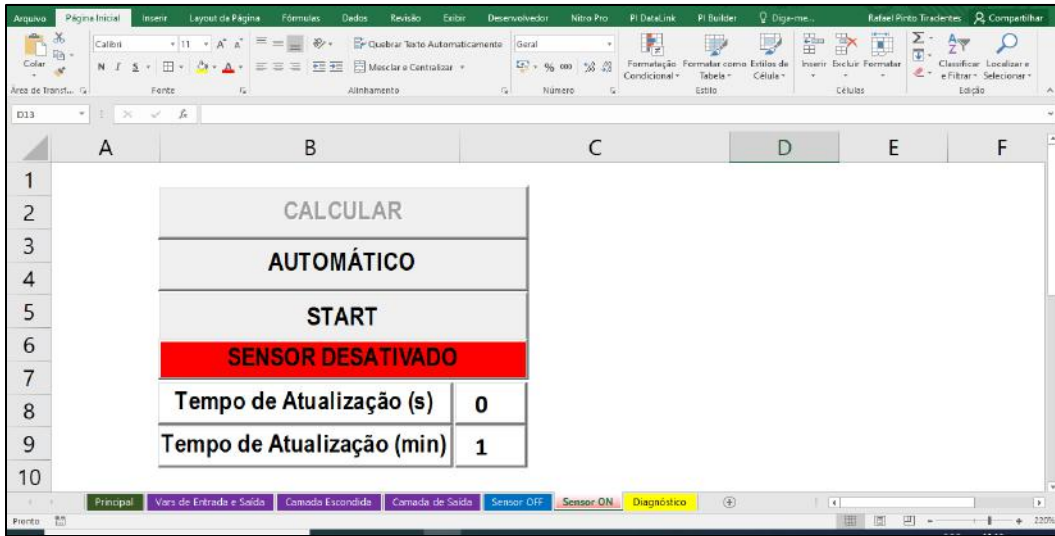 Arquivo Página Inicial Inserir Layout da Página Fórmulas Dados Revisão Exibir Desenvolvedor Nitro Pro PI DataLink PI Builder Diga-me... Rafael Pinto Tiradentes Compartilhar
Calibri 11 A A Quebrar Texto Automaticamente Geral
Colar N I S A Mesclar e Centralizar % 000 Formatação Condicional Formatar como Tabela Estilos de Célula Inserir Excluir Formatar Classificar e Filtrar Localizar e Selecionar
Área de Transf... Fonte Alinhamento Número Estilo Células Edição
D13 fx
A B C D E F
1
2 CALCULAR
3
AUTOMÁTICO
4
5 START
6
SENSOR DESATIVADO
7
8 Tempo de Atualização (s) 0
9 Tempo de Atualização (min) 1
10
Principal Vars de Entrada e Saída Camada Escondida Camada de Saída Sensor OFF Sensor ON Diagnóstico
Pronto 220%